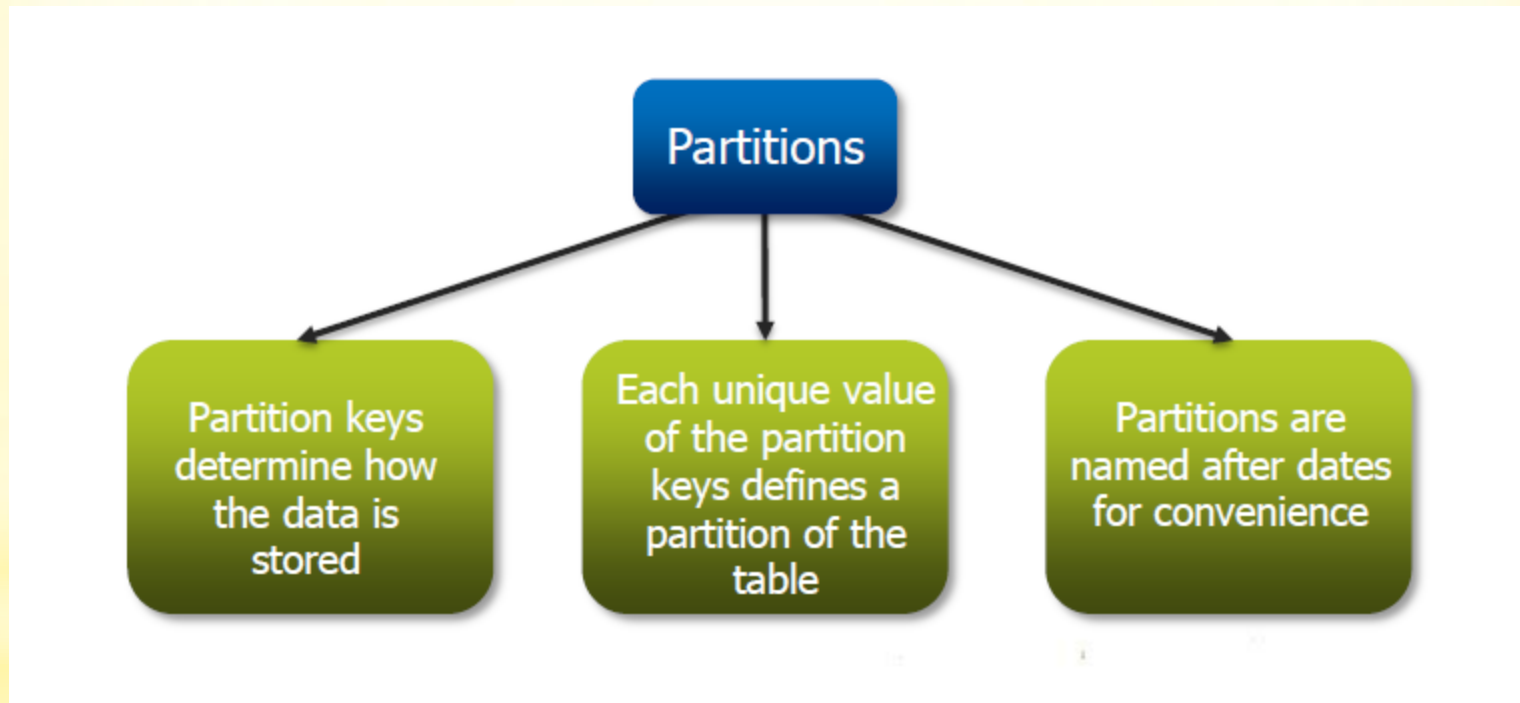 Partitions
Partition keys
determine how
the data is
stored
Each unique value
of the partition
keys defines a
partition of the
table
Partitions are
named after dates
for convenience